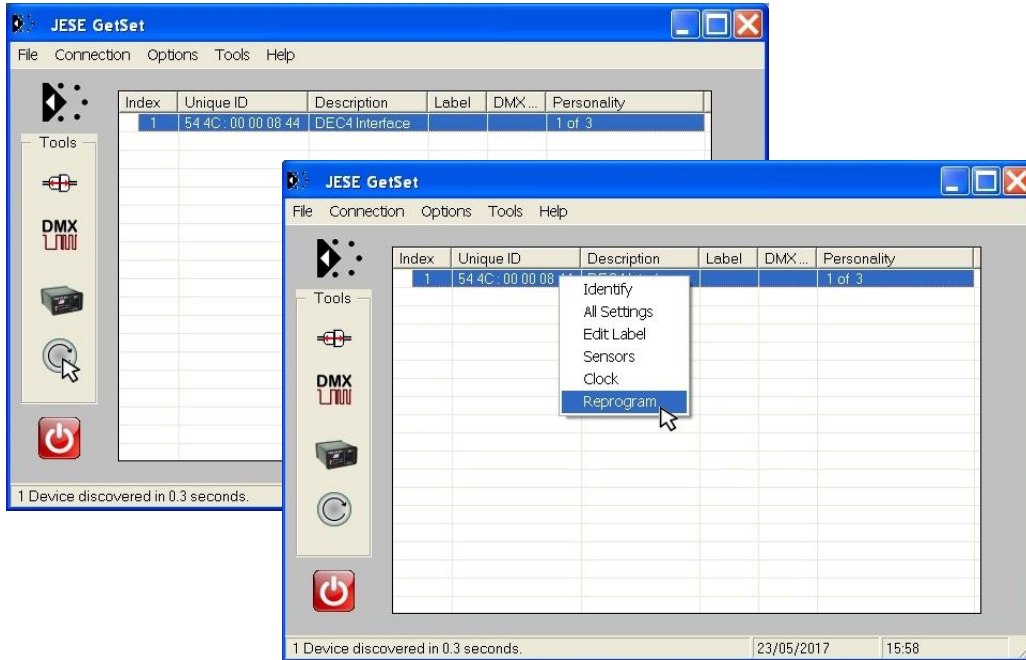 JESE GetSet
File Connection Options Tools Help
Index Unique ID Description Label DMX... Personality
1 54 4C : 00 00 08 44 DEC4 Interface 1 of 3
Tools
DMX
1 Device discovered in 0.3 seconds.
JESE GetSet
File Connection Options Tools Help
Index Unique ID Description Label DMX... Personality
1 54 4C : 00 00 08 1 of 3
Identify
All Settings
Edit Label
Sensors
Clock
Reprogram
Tools
DMX
1 Device discovered in 0.3 seconds. 23/05/2017 15:58